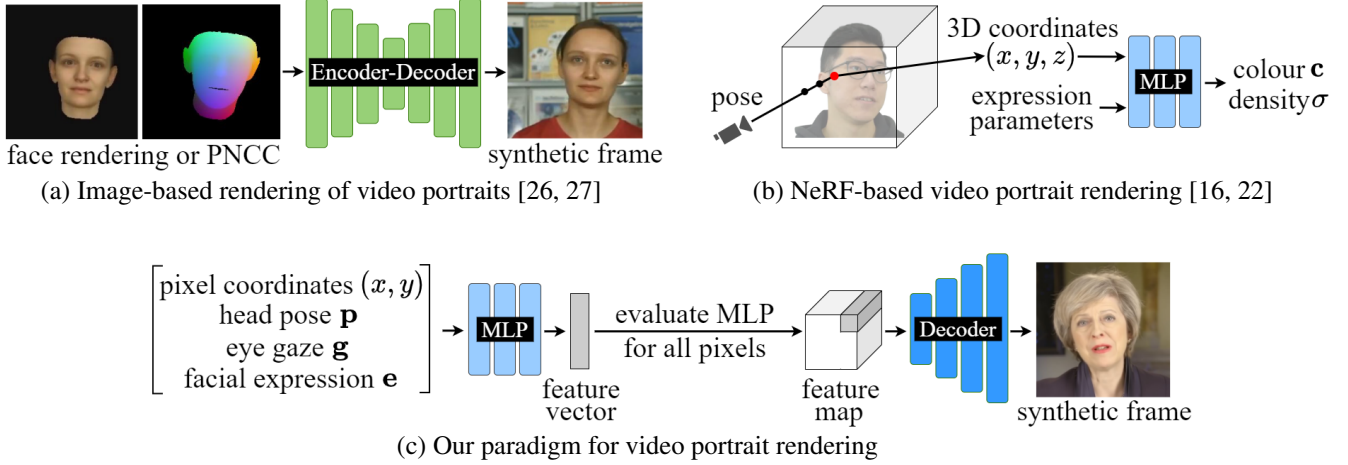 face rendering or PNCC
Encoder-Decoder
synthetic frame
(a) Image-based rendering of video portraits [26, 27]
pose
3D coordinates
(x, y, z)
expression
parameters
MLP
colour c
density σ
(b) NeRF-based video portrait rendering [16, 22]
pixel coordinates (x, y)
head pose p
eye gaze g
facial expression e
MLP
feature
vector
evaluate MLP
for all pixels
feature
map
Decoder
synthetic frame
(c) Our paradigm for video portrait rendering